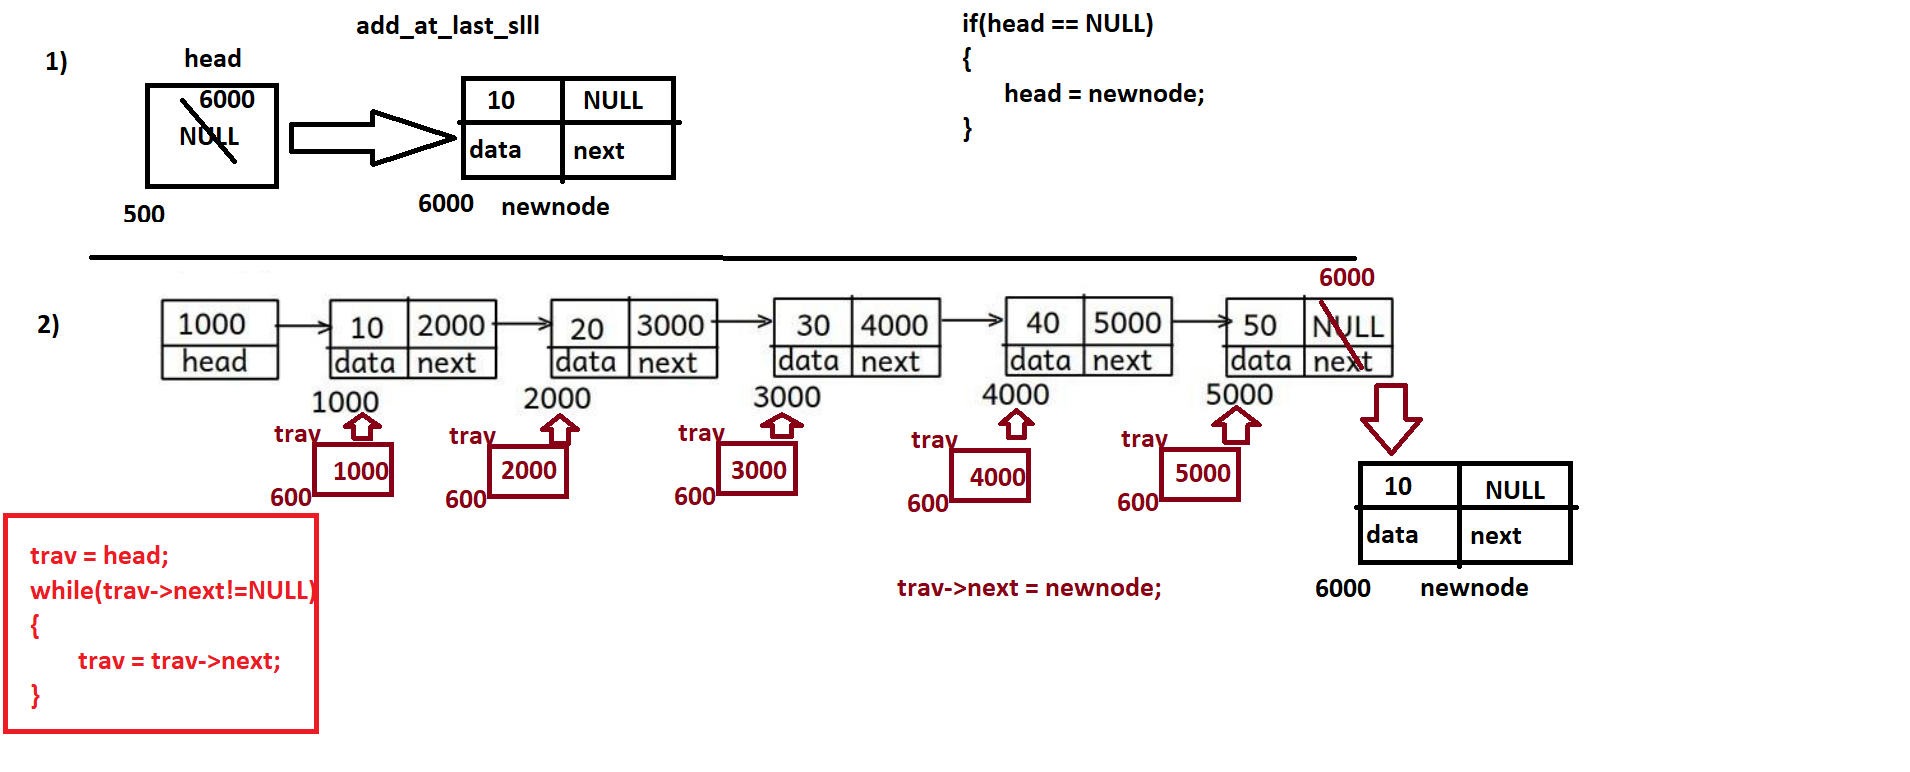 add_at_last_slll
if(head == NULL)
{
head = newnode;
}
1)
head
6000
NULL
500
10 NULL
data next
6000 newnode
6000
2)
1000
head
10 2000
data next
1000
20 3000
data next
2000
30 4000
data next
3000
40 5000
data next
4000
50 NULL
data next
5000
trav
1000
600
trav
2000
600
trav
3000
600
trav
4000
600
trav
5000
600
10 NULL
data next
6000 newnode
trav->next = newnode;
trav = head;
while(trav->next!=NULL)
{
trav = trav->next;
}